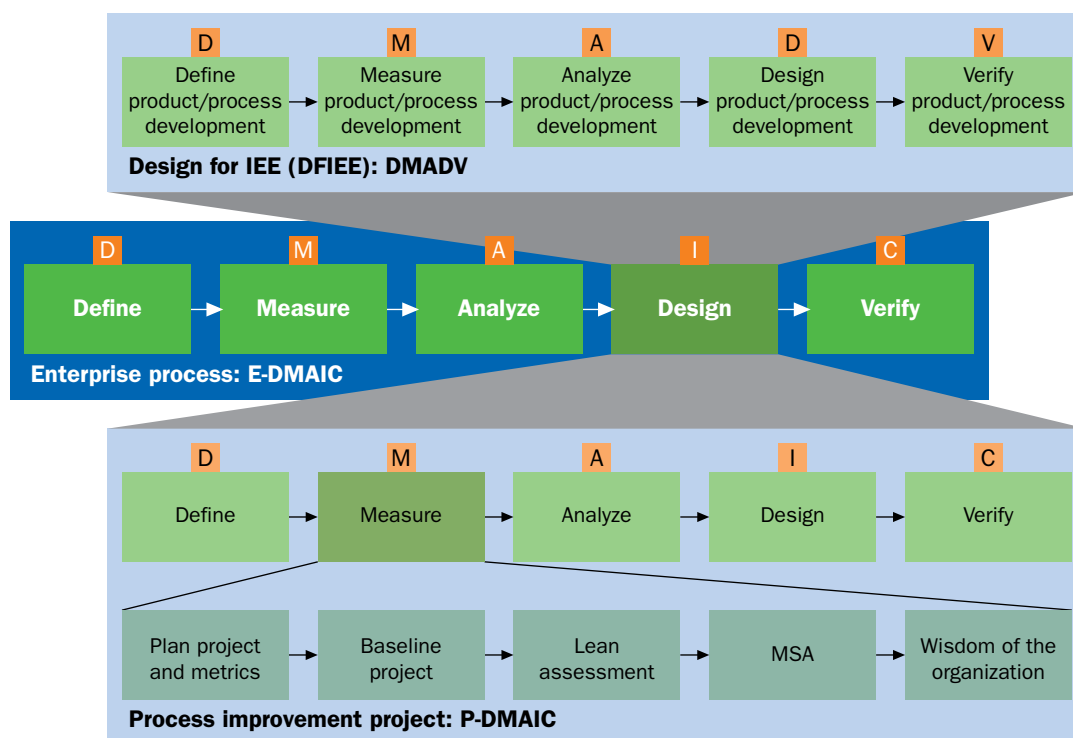 D
M
A
D
V
Define
product/process
development
Measure
product/process
development
Analyze
product/process
development
Design
product/process
development
Verify
product/process
development
Design for IEE (DFIEE): DMADV
D
M
A
I
C
Define
Measure
Analyze
Design
Verify
Enterprise process: E-DMAIC
D
M
A
I
C
Define
Measure
Analyze
Design
Verify
Plan project
and metrics
Baseline
project
Lean
assessment
MSA
Wisdom of the
organization
Process improvement project: P-DMAIC